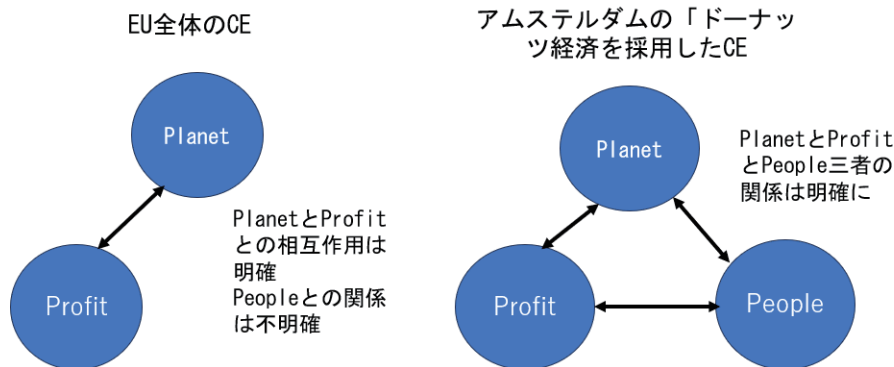 EU全体のCE
Planet
Profit
PlanetとProfit
との相互作用は
明確
Peopleとの関係
は不明確
アムステルダムの「ドーナッ
ツ経済を採用したCE
Planet
Profit
People
PlanetとProfit
とPeople三者の
関係は明確に